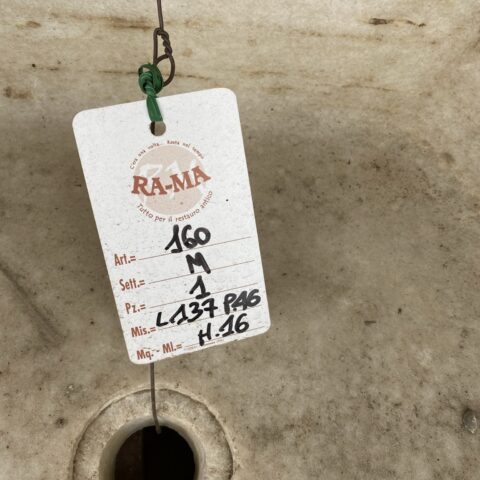 C'era una volta... Resta nel tempo
RA-MA
Tutto per il restauro antico
Art.= 160
Sett.= M
Pz.= 1
Mis.= L.137 P.46
Mq.- Ml.= H.16